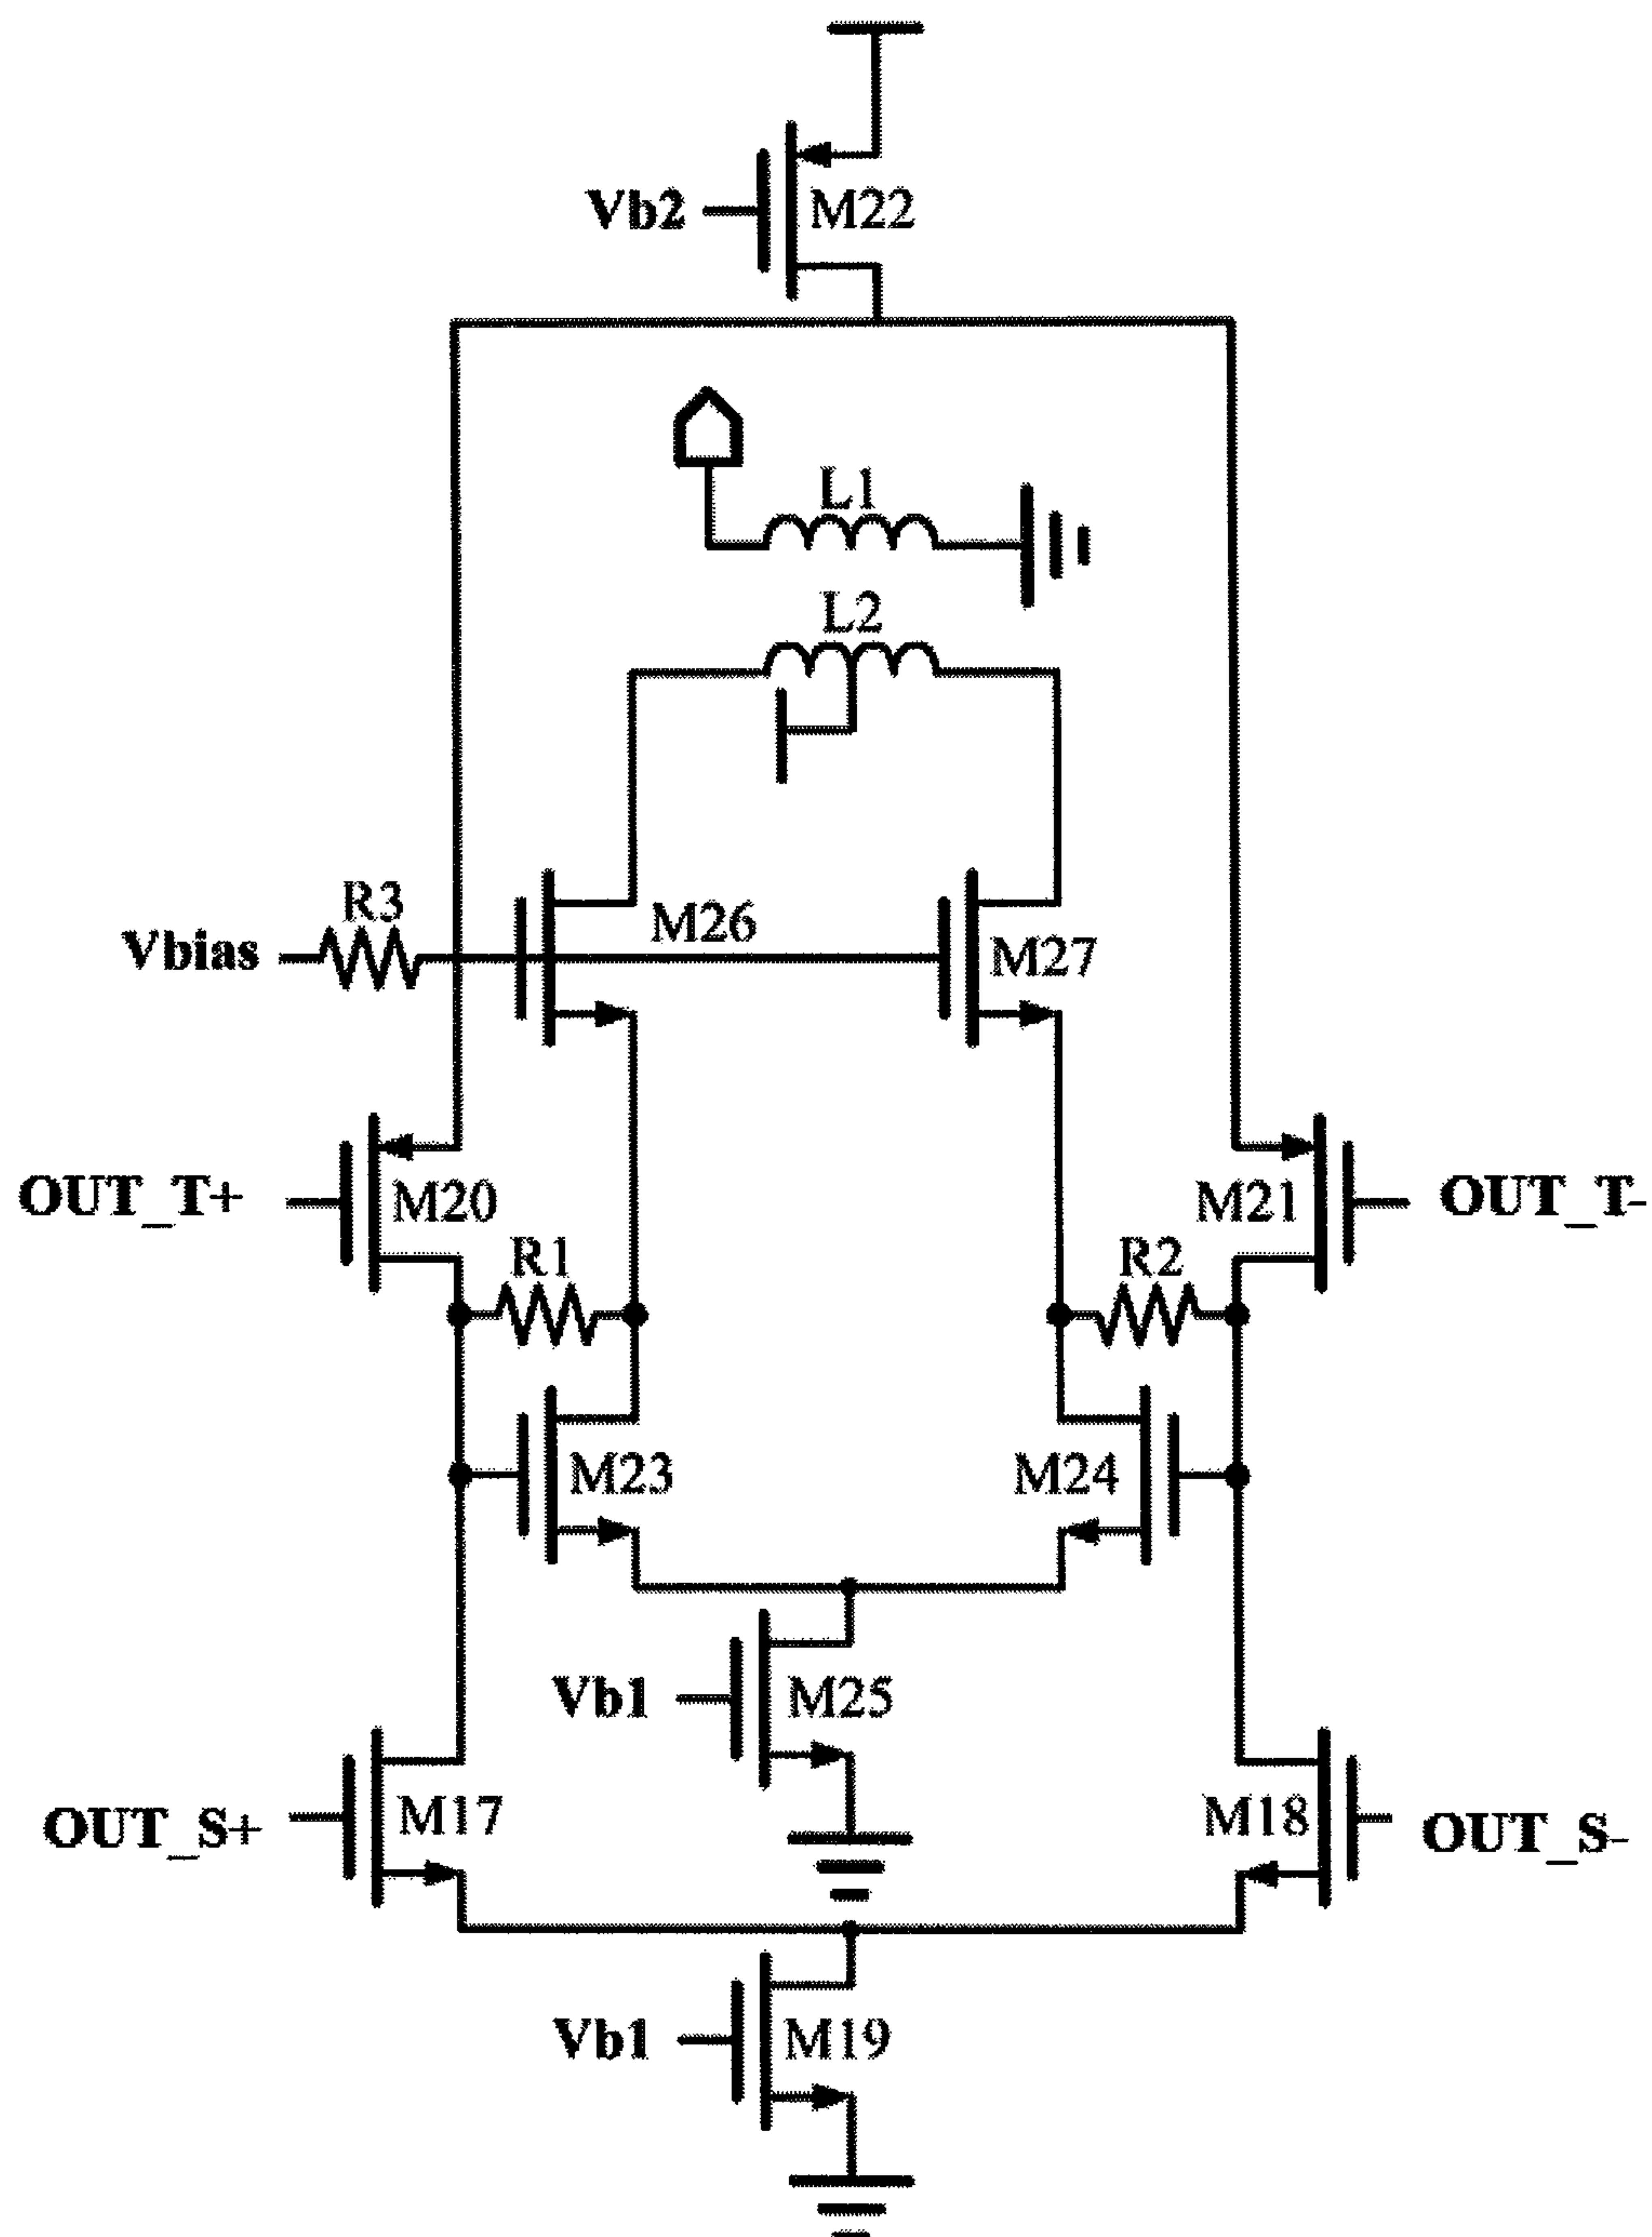 Vb2
M22
L1
L2
R3
M26
Vbias
M27
OUT_T+
M20
M21
OUT_T-
R1
R2
M23
M24
Vb1
M25
OUT_S+
M17
M18
OUT_S-
Vb1
M19